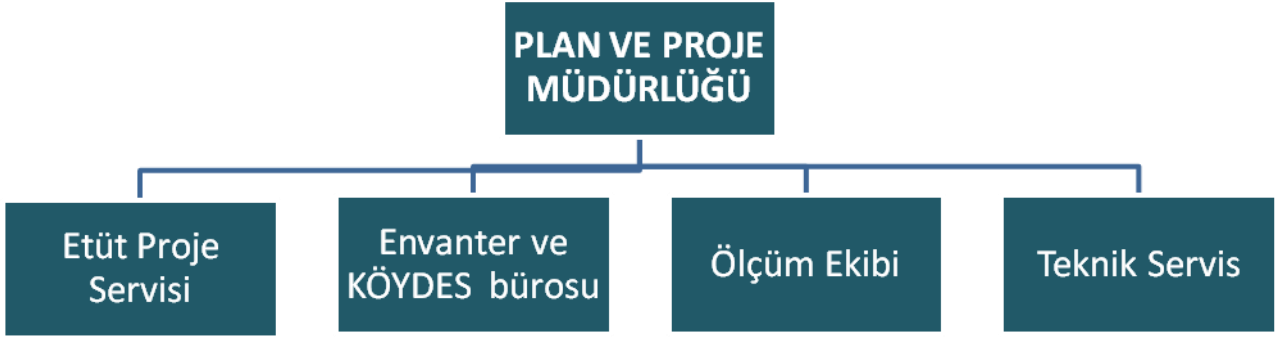 PLAN VE PROJE
MÜDÜRLÜĞÜ
Etüt Proje
Servisi
Envanter ve
KÖYDES bürosu
Ölçüm Ekibi
Teknik Servis